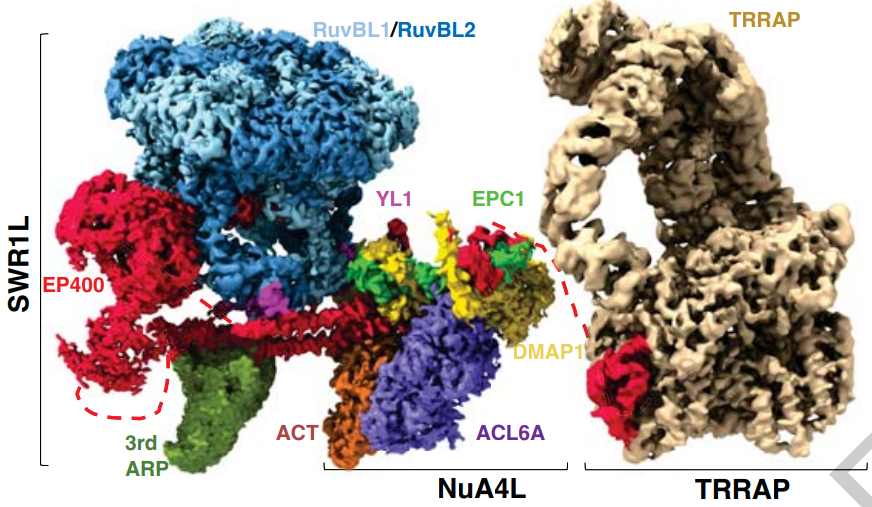 TRRAP
RuvBL1/RuvBL2
YL1
EPC1
SWR1L
EP400
DMAP1
ACT
ACL6A
3rd
ARP
NuA4L
TRRAP